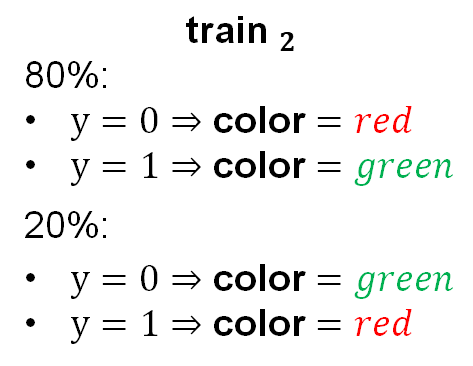 train ₂
80%:
• y = 0 ⇒ color = red
• y = 1 ⇒ color = green
20%:
• y = 0 ⇒ color = green
• y = 1 ⇒ color = red